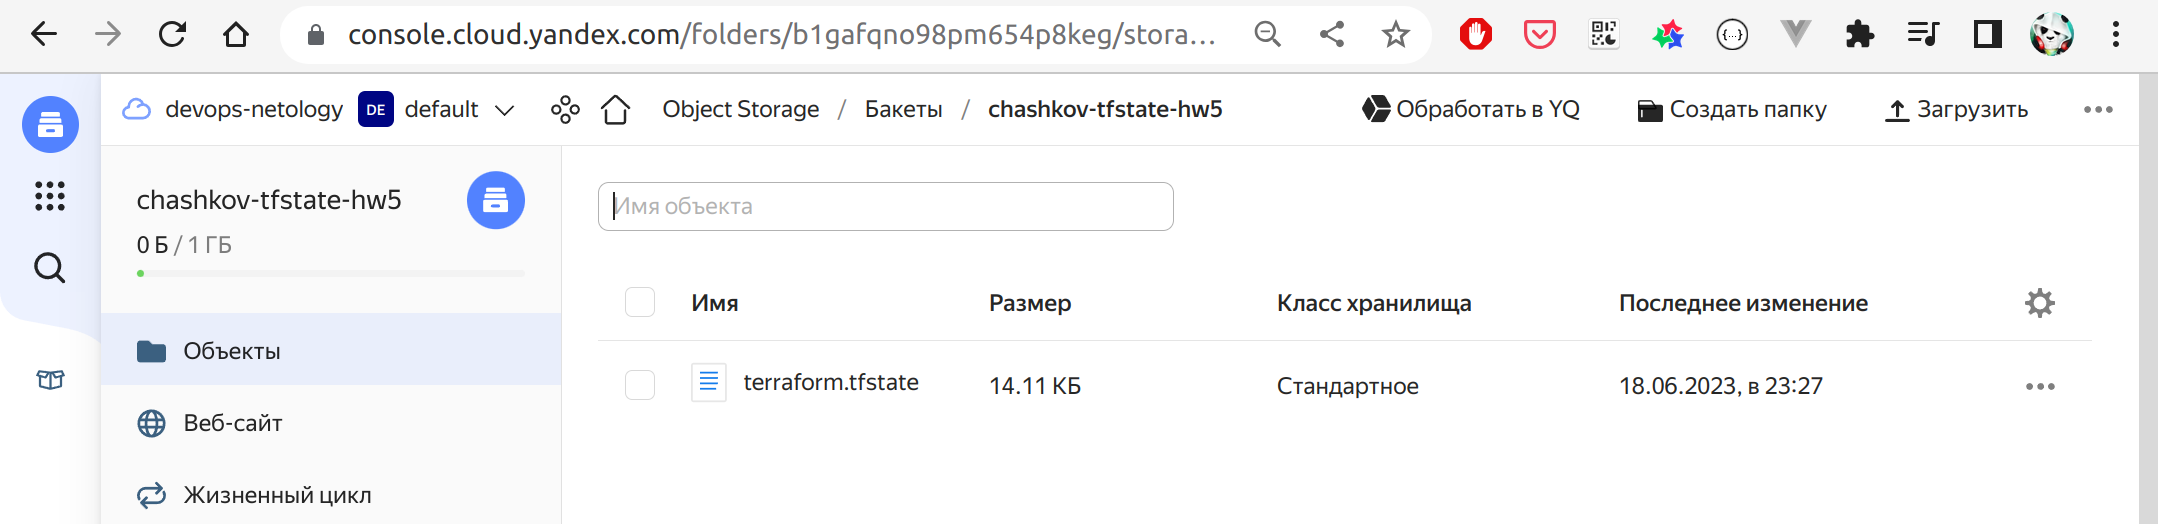 console.cloud.yandex.com/folders/b1gafqno98pm654p8keg/stora...
{...}
devops-netology DE default Object Storage / Бакеты / chashkov-tfstate-hw5 Обработать в YQ Создать папку Загрузить
chashkov-tfstate-hw5
0 Б / 1 ГБ
Имя объекта
Имя Размер Класс хранилища Последнее изменение
Объекты
terraform.tfstate 14.11 КБ Стандартное 18.06.2023, в 23:27
Веб-сайт
Жизненный цикл